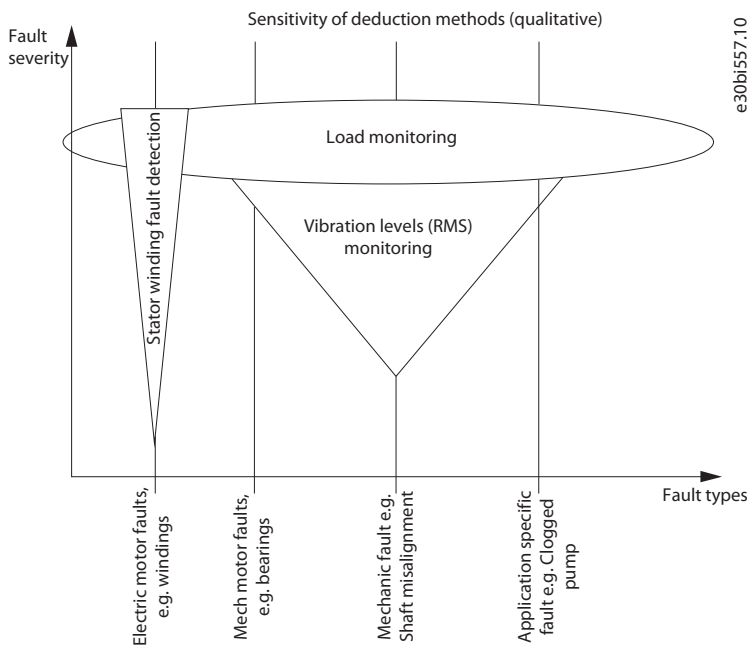 Sensitivity of deduction methods (qualitative)
Fault
severity
e30bi557.10
Load monitoring
Stator winding fault detection
Vibration levels (RMS)
monitoring
Fault types
Electric motor faults,
e.g. windings
Mech motor faults,
e.g. bearings
Mechanic fault e.g.
Shaft misalignment
Application specific
fault e.g. Clogged
pump